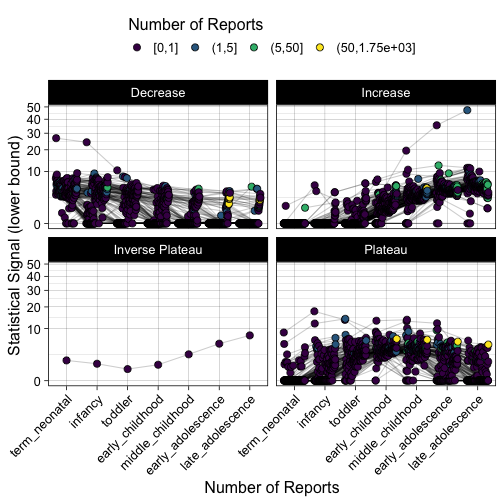 Number of Reports
[0,1] (1,5] (5,50] (50,1.75e+03]
Decrease Increase
50
40
30
20
10
0
Inverse Plateau Plateau
50
40
30
20
10
0
Statistical Signal (lower bound)
term_neonatal infancy toddler early_childhood middle_childhood early_adolescence late_adolescence
term_neonatal infancy toddler early_childhood middle_childhood early_adolescence late_adolescence
Number of Reports